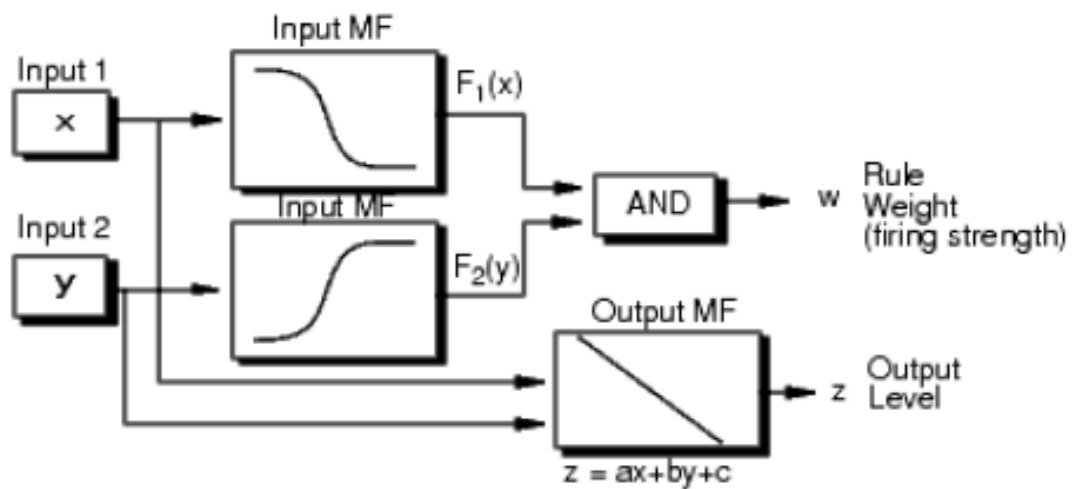 Input MF
Input 1
x
F₁(x)
Input MF
AND
w
Rule
Weight
(firing strength)
Input 2
y
F₂(y)
Output MF
z
Output
Level
z = ax+by+c